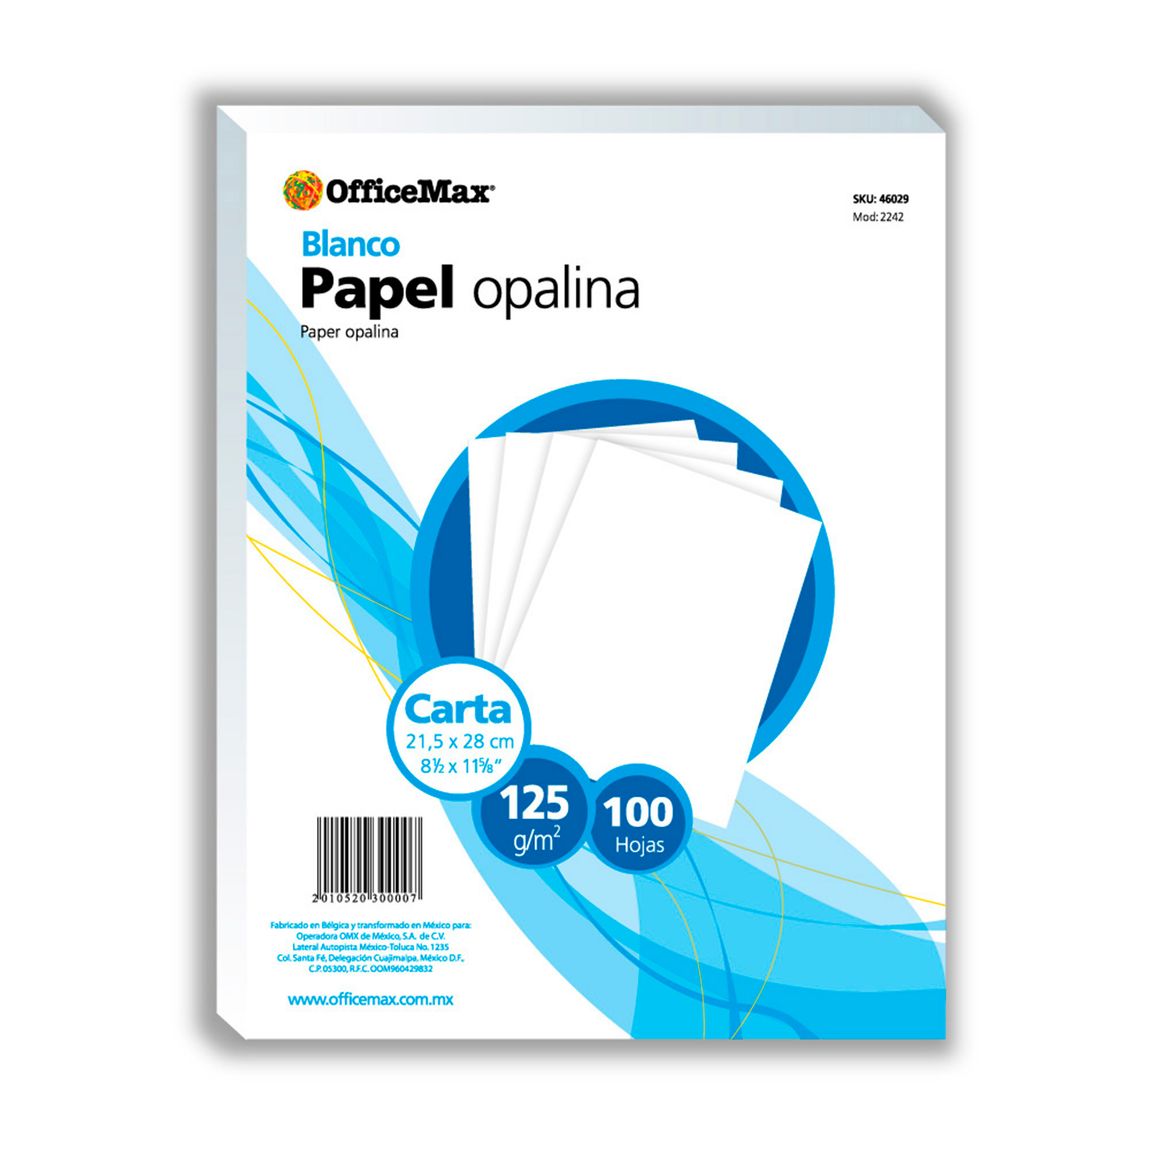 OfficeMax®
SKU: 46029
Mod: 2242
Blanco
Papel opalina
Paper opalina
Carta
21,5 x 28 cm
8½ x 11⅝“
125
g/m²
100
Hojas
2010520300007
Fabricado en Bélgica y transformado en México para:
Operadora OMX de México, S.A. de C.V.
Lateral Autopista México-Toluca No. 1235
Col. Santa Fé, Delegación Cuajimalpa. México D.F.,
C.P. 05300, R.F.C. OOM960429832
www.officemax.com.mx